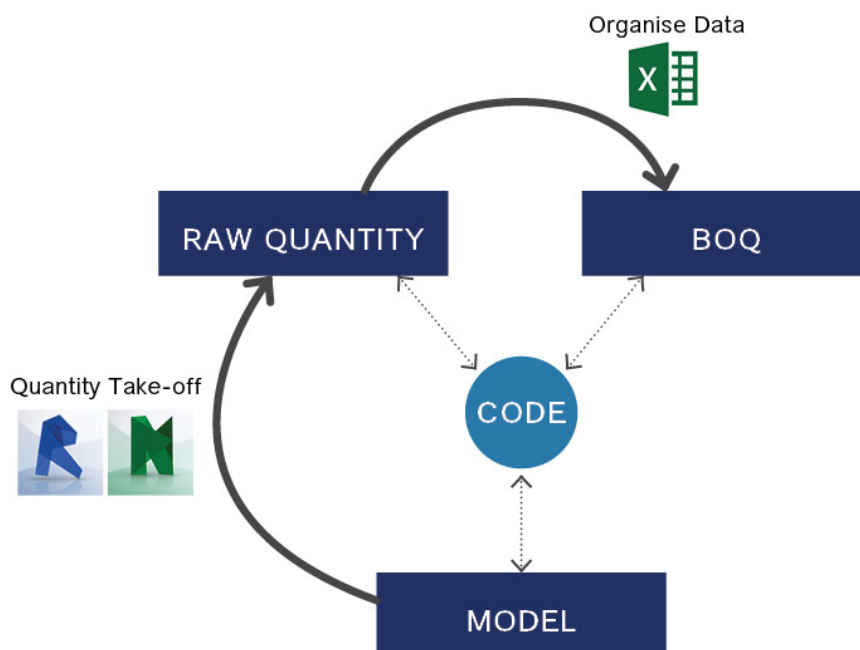 Organise Data
X
RAW QUANTITY
BOQ
Quantity Take-off
CODE
MODEL